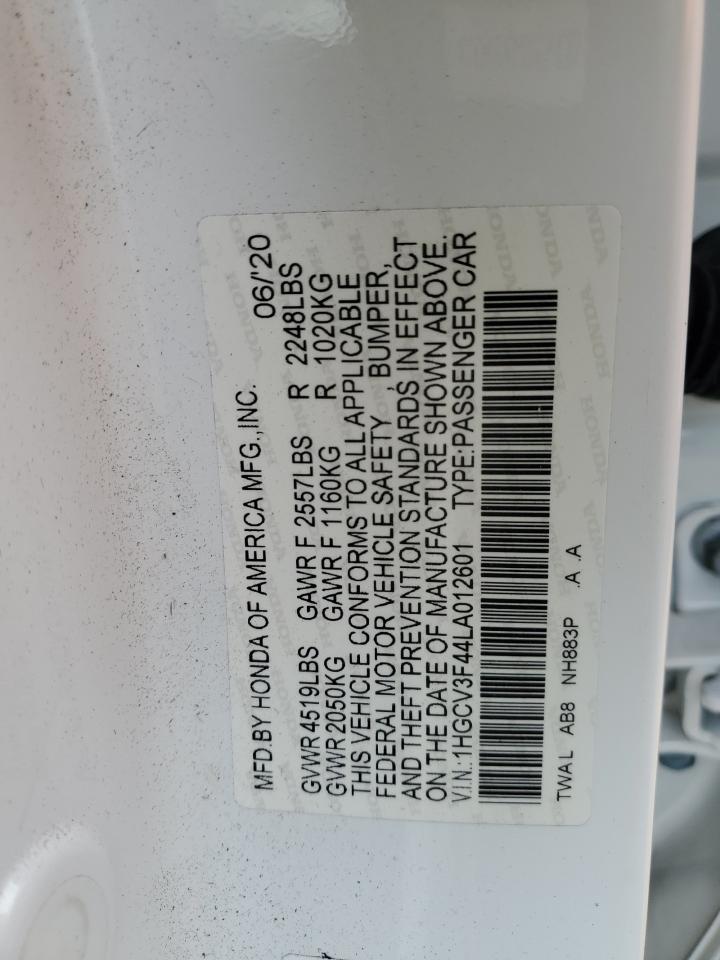 MFD.BY HONDA OF AMERICA MFG.,INC. 06/'20
GVWR 4519LBS GAWR F 2557LBS R 2248LBS
GVWR 2050KG GAWR F 1160KG R 1020KG
THIS VEHICLE CONFORMS TO ALL APPLICABLE
FEDERAL MOTOR VEHICLE SAFETY, BUMPER,
AND THEFT PREVENTION STANDARDS IN EFFECT
ON THE DATE OF MANUFACTURE SHOWN ABOVE.
V.I.N.:1HGCV3F44LA012601 TYPE:PASSENGER CAR
TWA L AB8 NH883P .A .A